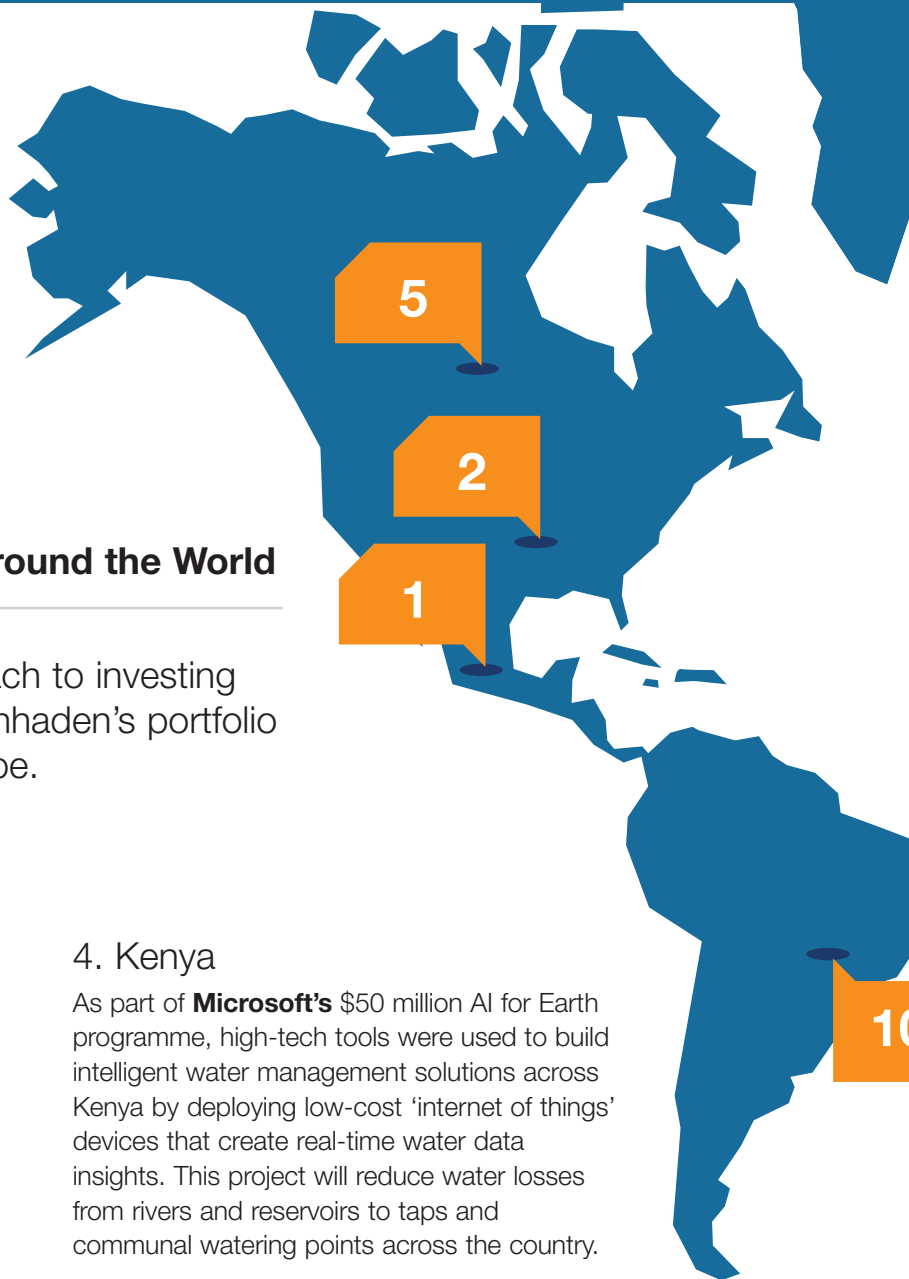 5
2
round the World
1
ch to investing
nhaden's portfolio
be.
4. Kenya
As part of Microsoft's $50 million AI for Earth
programme, high-tech tools were used to build
intelligent water management solutions across
Kenya by deploying low-cost 'internet of things'
devices that create real-time water data
insights. This project will reduce water losses
from rivers and reservoirs to taps and
communal watering points across the country.
10